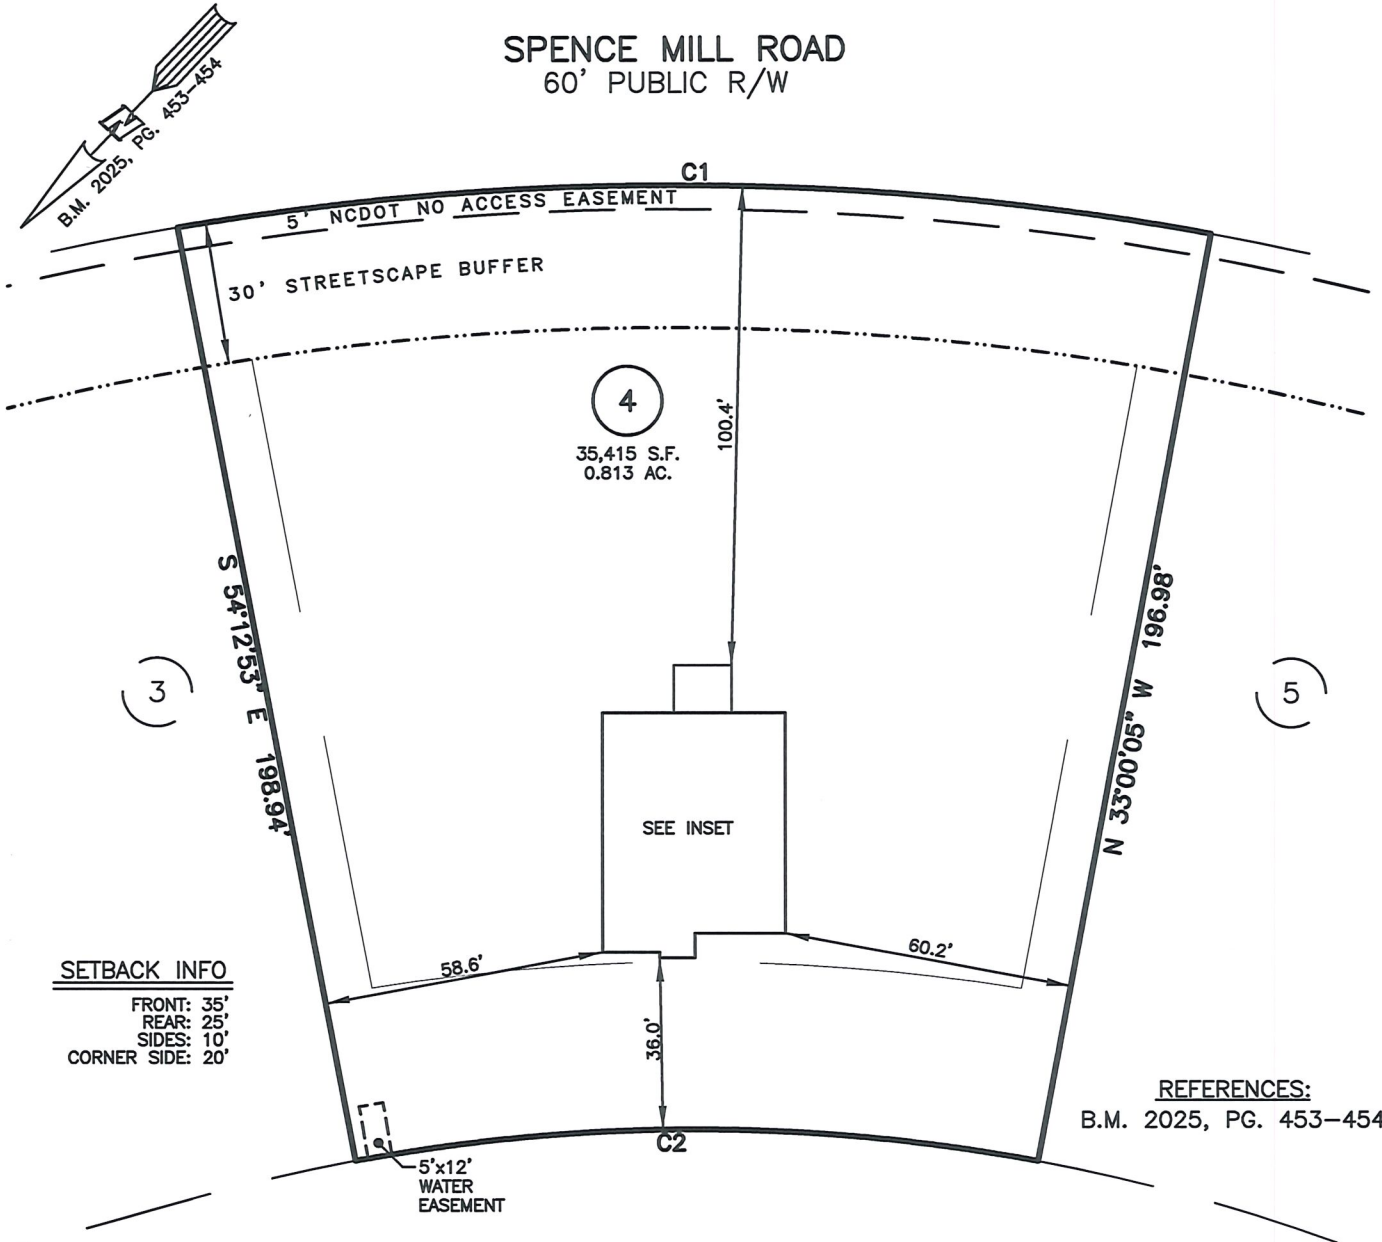 SPENCE MILL ROAD
60' PUBLIC R/W
N
B.M. 2025, PG. 453-454
C1
5' NCDOT NO ACCESS EASEMENT
30' STREETSCAPE BUFFER
4
35,415 S.F.
0.813 AC.
100.4'
S 54°12'53" E 198.94'
N 33°00'05" W 196.98'
3
5
SEE INSET
58.6'
60.2'
36.0'
SETBACK INFO
FRONT: 35'
REAR: 25'
SIDES: 10'
CORNER SIDE: 20'
REFERENCES:
B.M. 2025, PG. 453-454
C2
5'x12'
WATER
EASEMENT